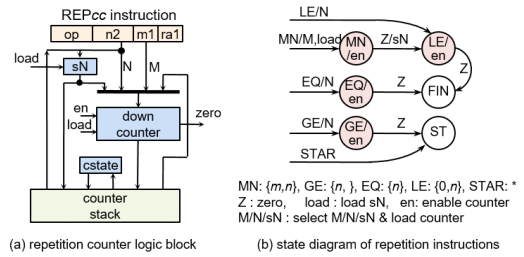 REPcc instruction
op n2 m1 ra1
load
sN
N
M
en
load
down
counter
zero
cstate
counter
stack
(a) repetition counter logic block
LE/N
MN/M,load
MN
/en
Z/sN
LE/
en
Z
EQ/N
EQ/
en
Z
FIN
GE/N
GE/
en
Z
ST
STAR
MN: {m,n}, GE: {n, }, EQ: {n}, LE: {0,n}, STAR: *
Z : zero, load : load sN, en: enable counter
M/N/sN : select M/N/sN & load counter
(b) state diagram of repetition instructions